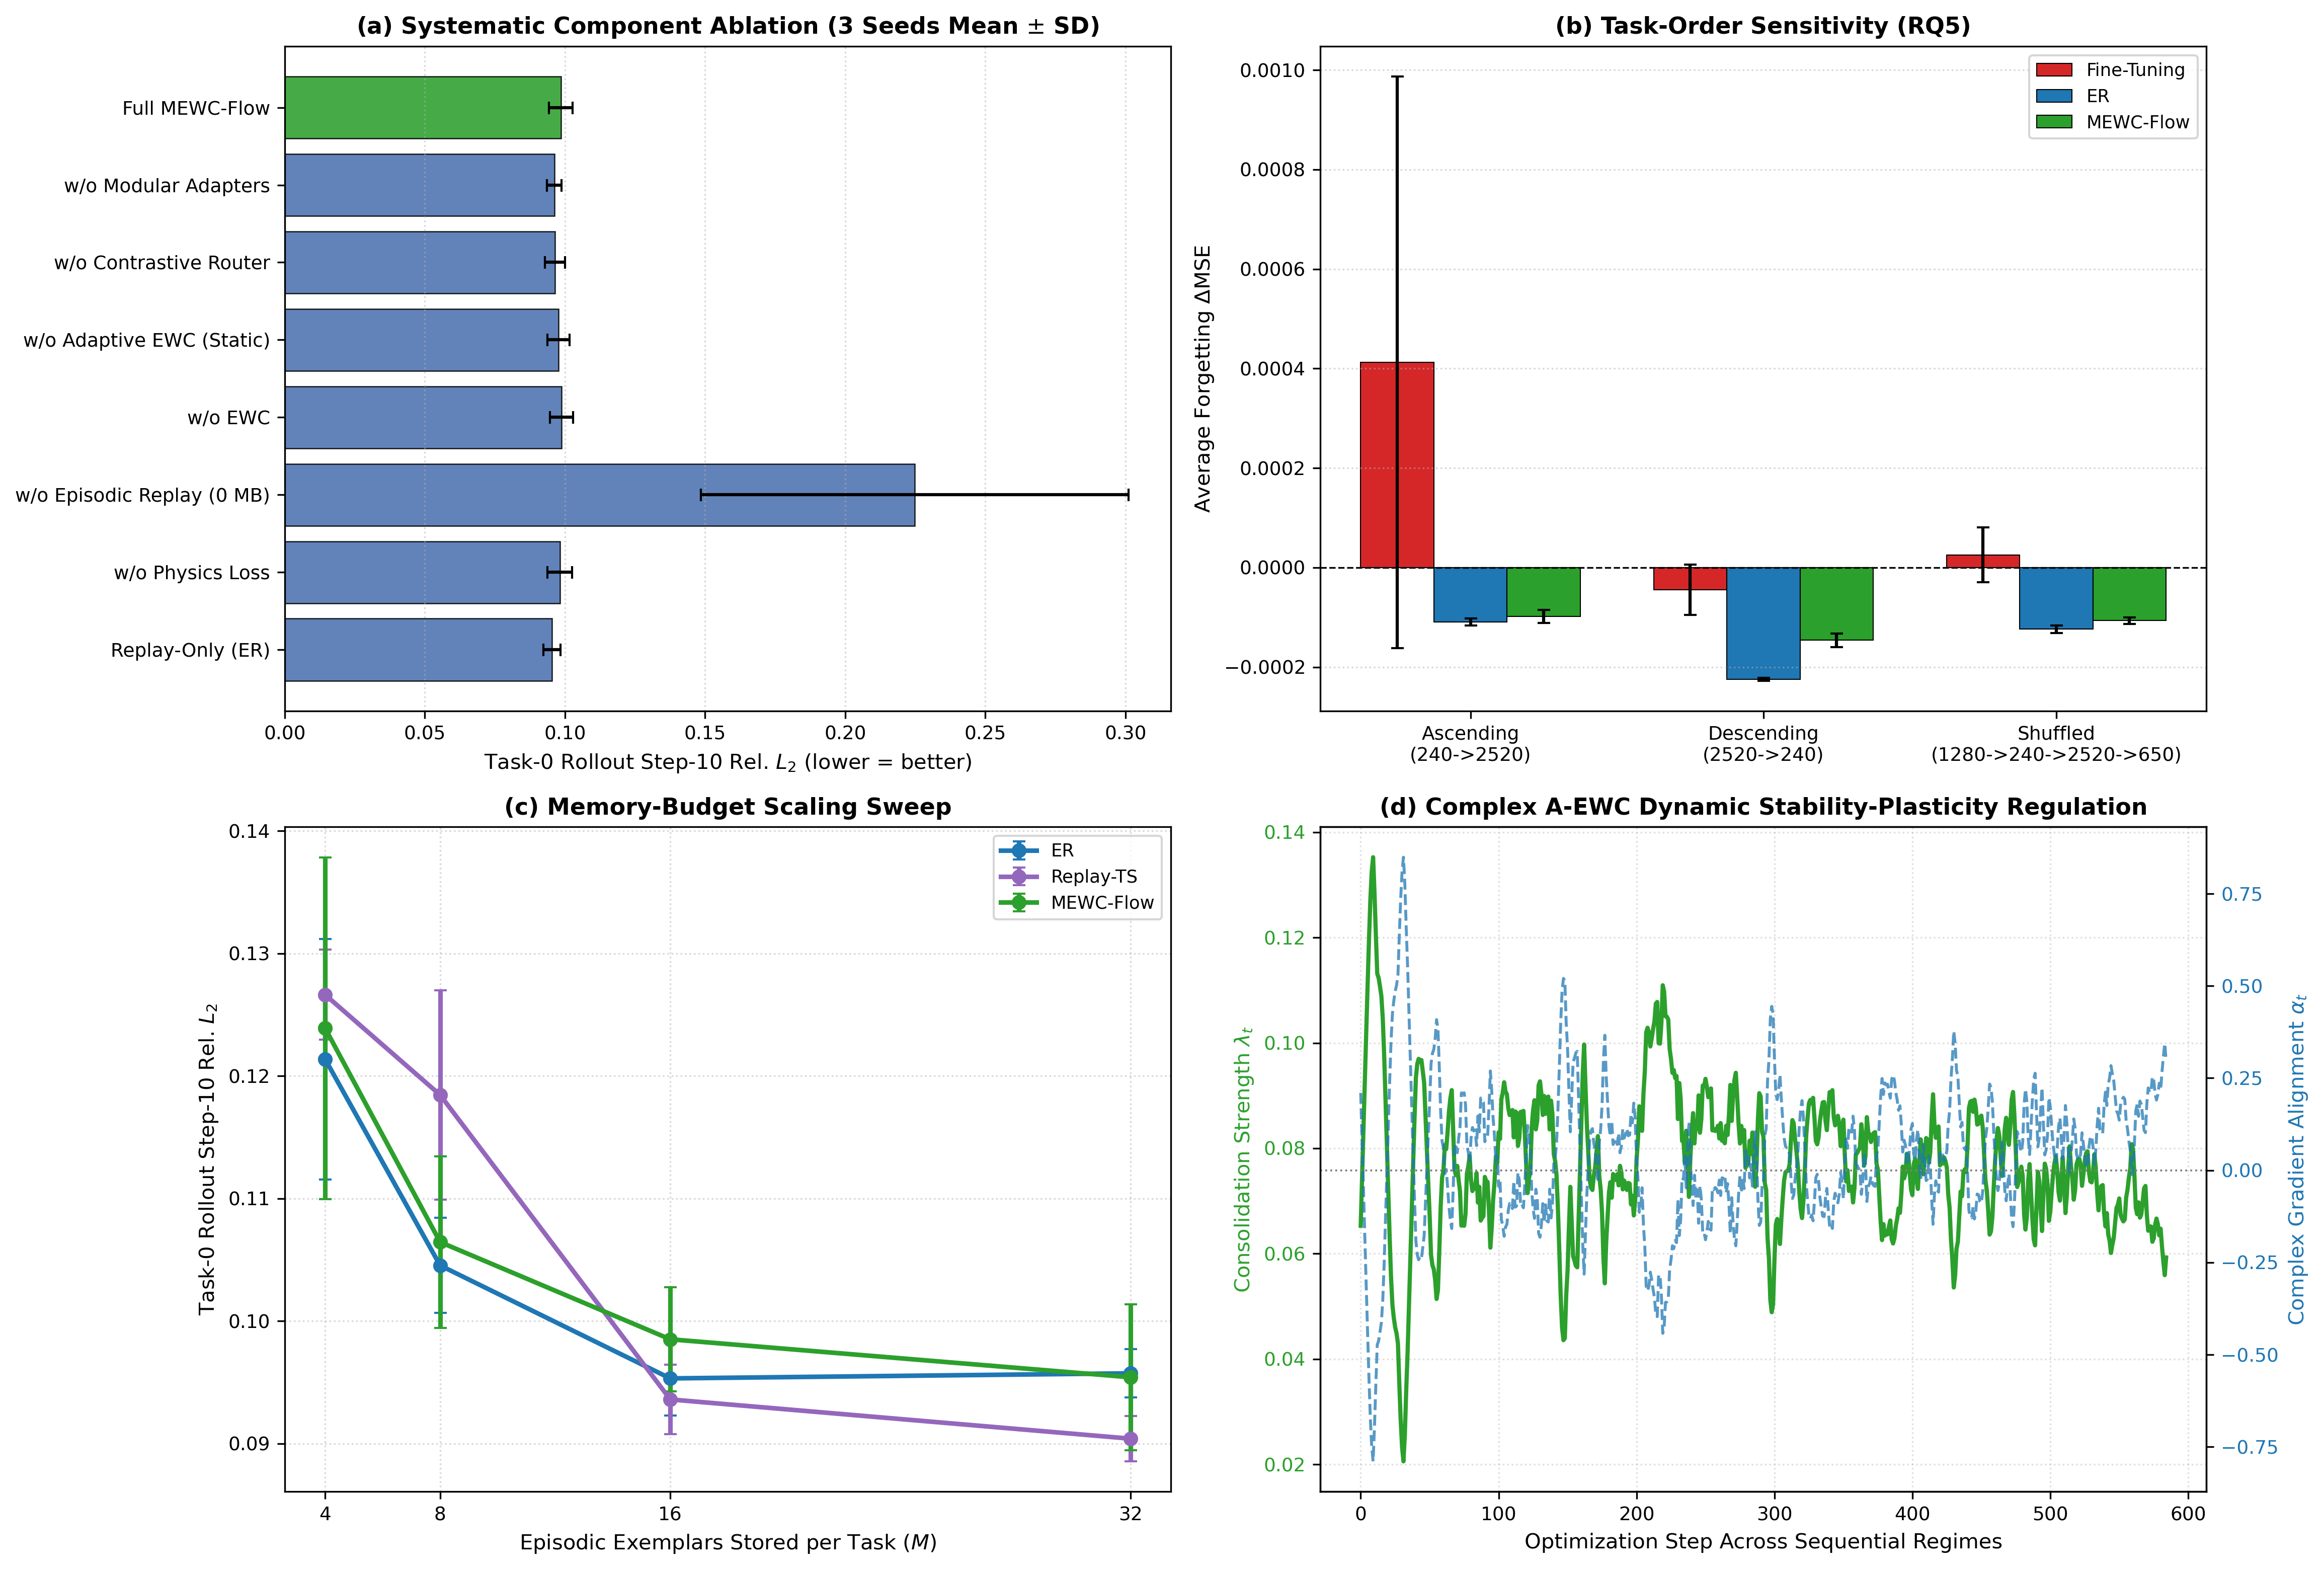 (a) Systematic Component Ablation (3 Seeds Mean ± SD)
Full MEWC-Flow
w/o Modular Adapters
w/o Contrastive Router
w/o Adaptive EWC (Static)
w/o EWC
w/o Episodic Replay (0 MB)
w/o Physics Loss
Replay-Only (ER)
0.00 0.05 0.10 0.15 0.20 0.25 0.30
Task-0 Rollout Step-10 Rel. L₂ (lower = better)
(b) Task-Order Sensitivity (RQ5)
Fine-Tuning
ER
MEWC-Flow
Average Forgetting ΔMSE
0.0010
0.0008
0.0006
0.0004
0.0002
0.0000
−0.0002
Ascending
(240->2520)
Descending
(2520->240)
Shuffled
(1280->240->2520->650)
(c) Memory-Budget Scaling Sweep
ER
Replay-TS
MEWC-Flow
Task-0 Rollout Step-10 Rel. L₂
0.14
0.13
0.12
0.11
0.10
0.09
4 8 16 32
Episodic Exemplars Stored per Task (M)
(d) Complex A-EWC Dynamic Stability-Plasticity Regulation
Consolidation Strength λₜ
0.14
0.12
0.10
0.08
0.06
0.04
0.02
0 100 200 300 400 500 600
Optimization Step Across Sequential Regimes
0.75
0.50
0.25
0.00
−0.25
−0.50
−0.75
Complex Gradient Alignment αₜ